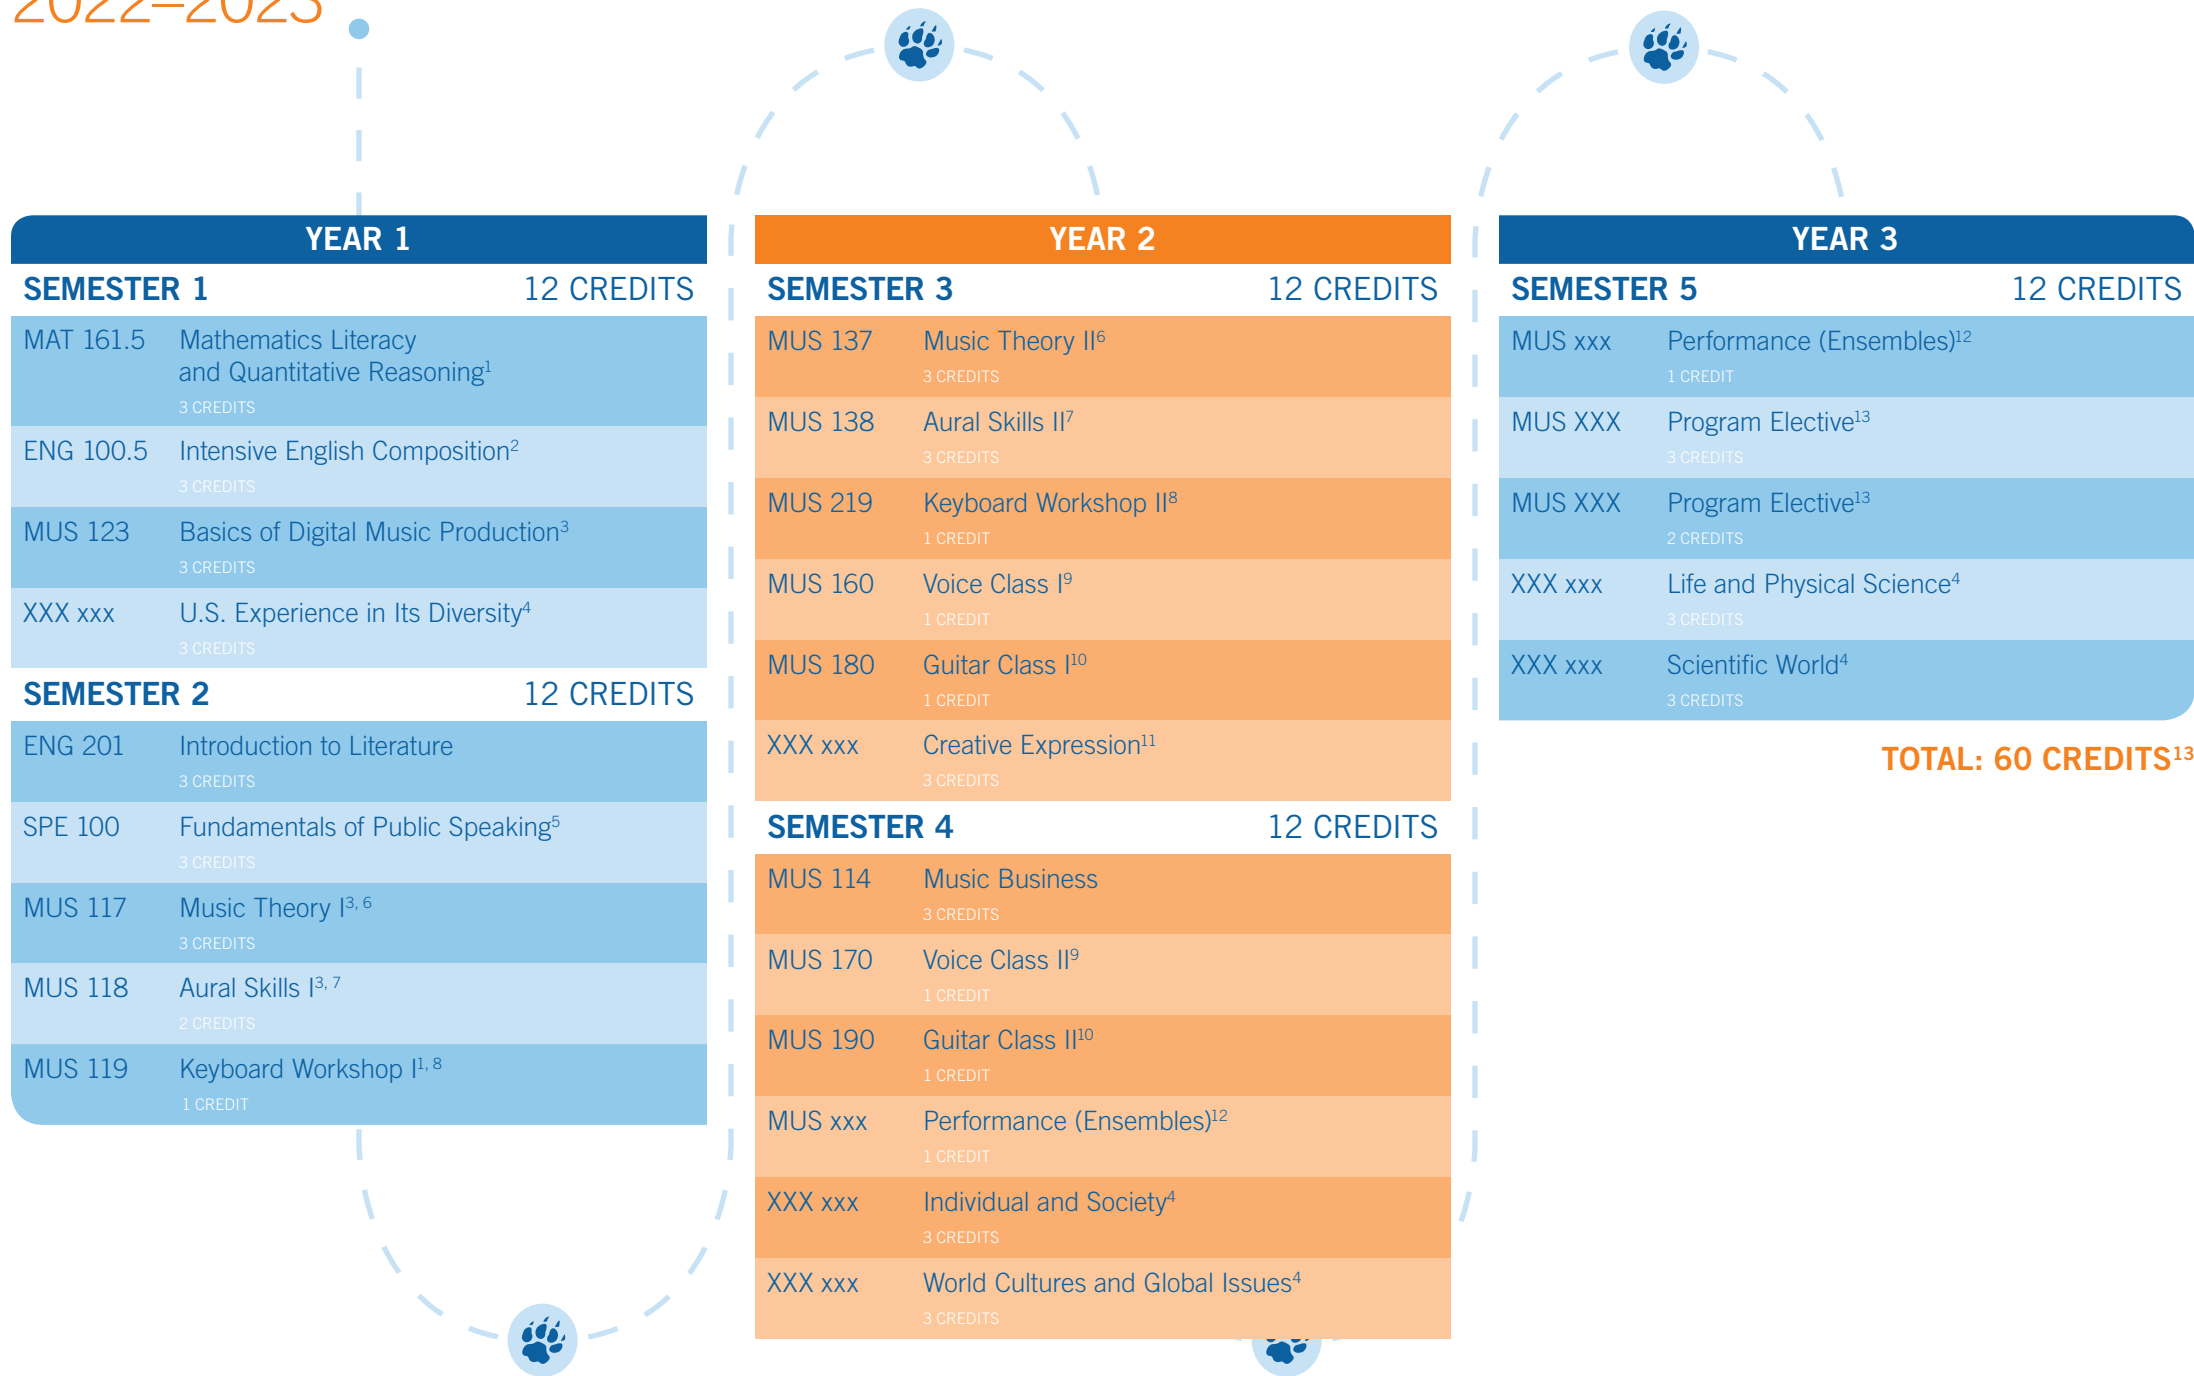 2022–2023
YEAR 1
SEMESTER 1 12 CREDITS
MAT 161.5 Mathematics Literacy
and Quantitative Reasoning1
3 CREDITS
ENG 100.5 Intensive English Composition2
3 CREDITS
MUS 123 Basics of Digital Music Production3
3 CREDITS
XXX xxx U.S. Experience in Its Diversity4
3 CREDITS
SEMESTER 2 12 CREDITS
ENG 201 Introduction to Literature
3 CREDITS
SPE 100 Fundamentals of Public Speaking5
3 CREDITS
MUS 117 Music Theory I3, 6
3 CREDITS
MUS 118 Aural Skills I3, 7
2 CREDITS
MUS 119 Keyboard Workshop I1, 8
1 CREDIT
YEAR 2
SEMESTER 3 12 CREDITS
MUS 137 Music Theory II6
3 CREDITS
MUS 138 Aural Skills II7
3 CREDITS
MUS 219 Keyboard Workshop II8
1 CREDIT
MUS 160 Voice Class I9
1 CREDIT
MUS 180 Guitar Class I10
1 CREDIT
XXX xxx Creative Expression11
3 CREDITS
SEMESTER 4 12 CREDITS
MUS 114 Music Business
3 CREDITS
MUS 170 Voice Class II9
1 CREDIT
MUS 190 Guitar Class II10
1 CREDIT
MUS xxx Performance (Ensembles)12
1 CREDIT
XXX xxx Individual and Society4
3 CREDITS
XXX xxx World Cultures and Global Issues4
3 CREDITS
YEAR 3
SEMESTER 5 12 CREDITS
MUS xxx Performance (Ensembles)12
1 CREDIT
MUS XXX Program Elective13
3 CREDITS
MUS XXX Program Elective13
2 CREDITS
XXX xxx Life and Physical Science4
3 CREDITS
XXX xxx Scientific World4
3 CREDITS
TOTAL: 60 CREDITS13